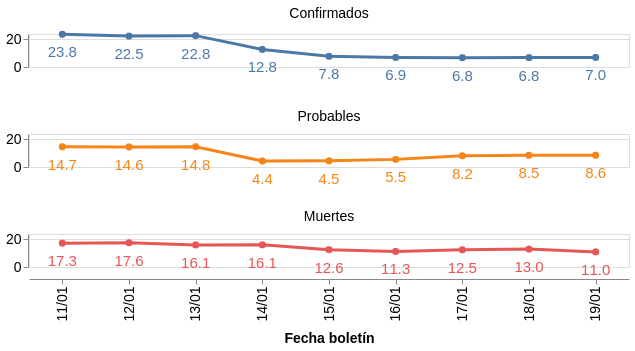 Confirmados
20
0
23.8 22.5 22.8 12.8 7.8 6.9 6.8 6.8 7.0
Probables
20
0
14.7 14.6 14.8 4.4 4.5 5.5 8.2 8.5 8.6
Muertes
20
0
17.3 17.6 16.1 16.1 12.6 11.3 12.5 13.0 11.0
11/01 12/01 13/01 14/01 15/01 16/01 17/01 18/01 19/01
Fecha boletín